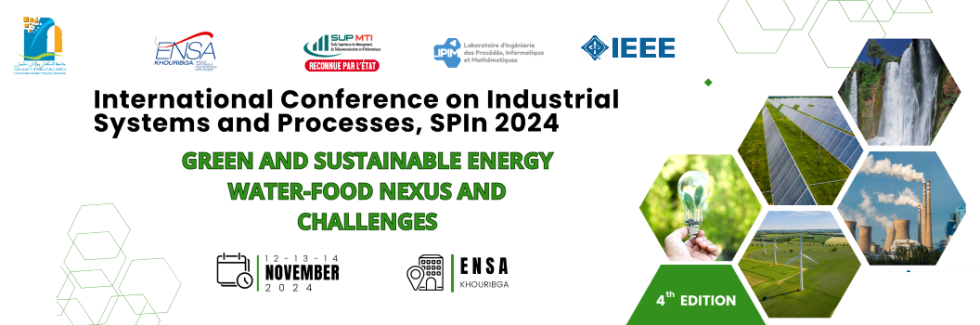 ENSA
KHOURIBGA
SUP MTI
RECONNUE PAR L'ÉTAT
LIPIM
Laboratoire d'Ingénierie
des Procédés, Informatique
et Mathématiques
IEEE
International Conference on Industrial
Systems and Processes, SPIn 2024
GREEN AND SUSTAINABLE ENERGY
WATER-FOOD NEXUS AND
CHALLENGES
12-13-14
NOVEMBER
2024
ENSA
KHOURIBGA
4th EDITION